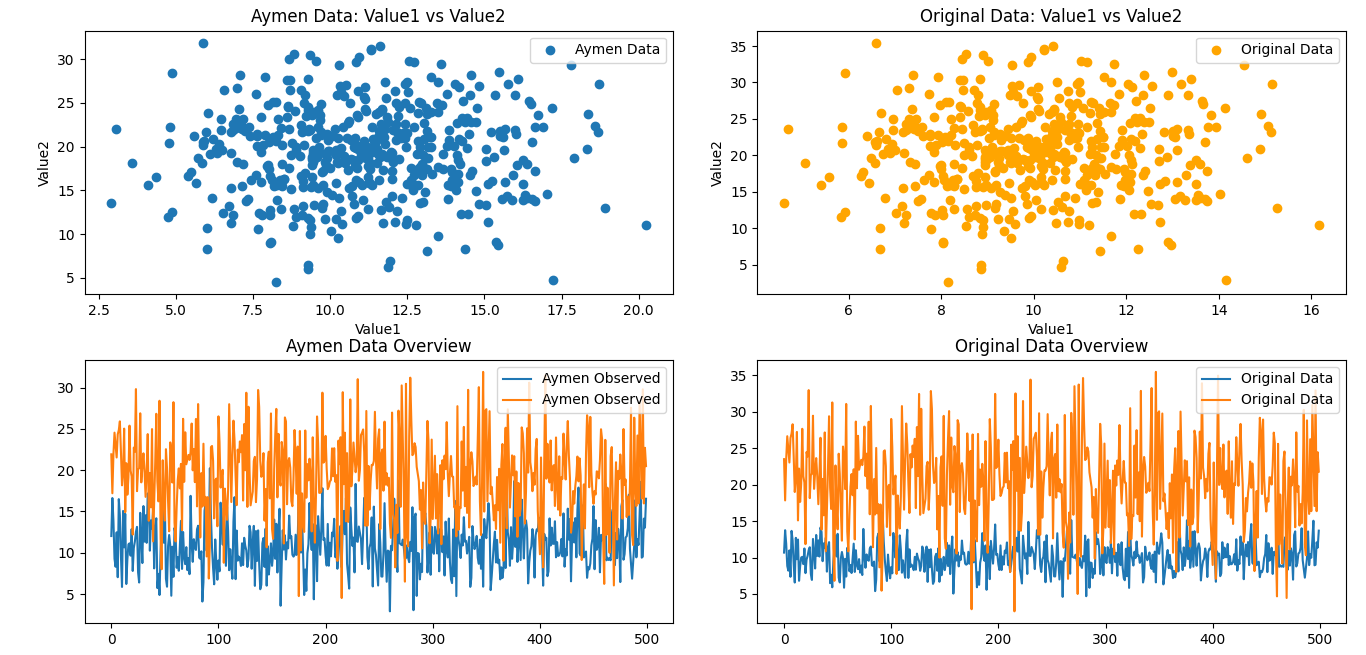 Aymen Data: Value1 vs Value2
Aymen Data
Value2
30
25
20
15
10
5
2.5 5.0 7.5 10.0 12.5 15.0 17.5 20.0
Value1
Original Data: Value1 vs Value2
Original Data
Value2
35
30
25
20
15
10
5
6 8 10 12 14 16
Value1
Aymen Data Overview
Aymen Observed
Aymen Observed
30
25
20
15
10
5
0 100 200 300 400 500
Original Data Overview
Original Data
Original Data
35
30
25
20
15
10
5
0 100 200 300 400 500